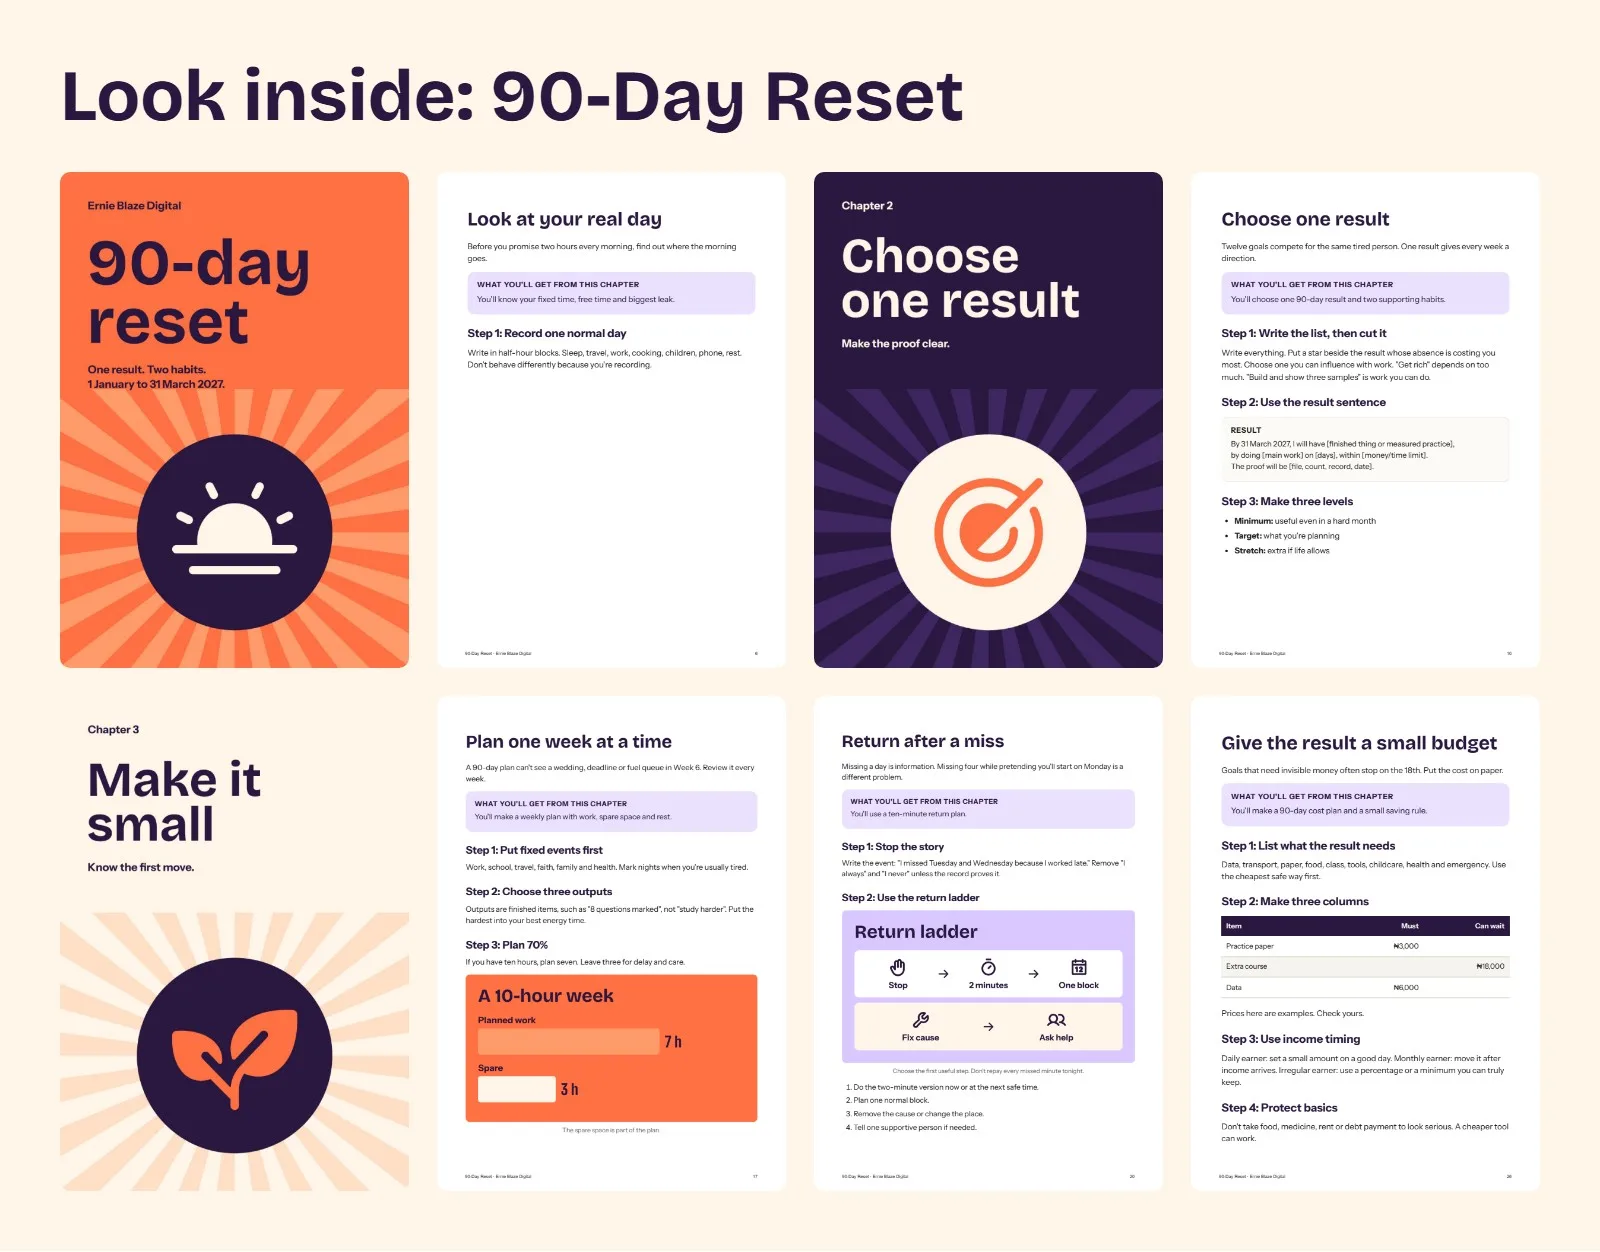 Look inside: 90-Day Reset
Ernie Blaze Digital
90-day
reset
One result. Two habits.
1 January to 31 March 2027.
Look at your real day
Before you promise two hours every morning, find out where the morning
goes.
WHAT YOU'LL GET FROM THIS CHAPTER
You'll know your fixed time, free time and biggest leak.
Step 1: Record one normal day
Write in half-hour blocks. Sleep, travel, work, cooking, children, phone, rest.
Don't behave differently because you're recording.
90-Day Reset · Ernie Blaze Digital
Chapter 2
Choose
one result
Make the proof clear.
Choose one result
Twelve goals compete for the same tired person. One result gives every week a
direction.
WHAT YOU'LL GET FROM THIS CHAPTER
You'll choose one 90-day result and two supporting habits.
Step 1: Write the list, then cut it
Write everything. Put a star beside the result whose absence is costing you
most. Choose one you can influence with work. "Get rich" depends on too
much. "Build and show three samples" is work you can do.
Step 2: Use the result sentence
RESULT
By 31 March 2027, I will have [finished thing or measured practice],
by doing [main work] on [days], within [money/time limit].
The proof will be [file, count, record, date].
Step 3: Make three levels
• Minimum: useful even in a hard month
• Target: what you're planning
• Stretch: extra if life allows
90-Day Reset · Ernie Blaze Digital
Chapter 3
Make it
small
Know the first move.
Plan one week at a time
A 90-day plan can't see a wedding, deadline or fuel queue in Week 6. Review it every
week.
WHAT YOU'LL GET FROM THIS CHAPTER
You'll make a weekly plan with work, spare space and rest.
Step 1: Put fixed events first
Work, school, travel, faith, family and health. Mark nights when you're usually tired.
Step 2: Choose three outputs
Outputs are finished items, such as "8 questions marked", not "study harder". Put the
hardest into your best energy time.
Step 3: Plan 70%
If you have ten hours, plan seven. Leave three for delay and care.
A 10-hour week
Planned work
7 h
Spare
3 h
The spare space is part of the plan
90-Day Reset · Ernie Blaze Digital
17
Return after a miss
Missing a day is information. Missing four while pretending you'll start on Monday is a
different problem.
WHAT YOU'LL GET FROM THIS CHAPTER
You'll use a ten-minute return plan.
Step 1: Stop the story
Write the event: "I missed Tuesday and Wednesday because I worked late." Remove "I
always" and "I never" unless the record proves it
Step 2: Use the return ladder
Return ladder
Stop → 2 minutes → One block
12
Fix cause → Ask help
Choose the first useful step. Don't repay every missed minute tonight.
1. Do the two-minute version now or at the next safe time.
2. Plan one normal block.
3. Remove the cause or change the place.
4. Tell one supportive person if needed.
90-Day Reset · Ernie Blaze Digital
Give the result a small budget
Goals that need invisible money often stop on the 18th. Put the cost on paper.
WHAT YOU'LL GET FROM THIS CHAPTER
You'll make a 90-day cost plan and a small saving rule.
Step 1: List what the result needs
Data, transport, paper, food, class, tools, childcare, health and emergency. Use
the cheapest safe way first.
Step 2: Make three columns
Item Must Can wait
Practice paper ₦3,000
Extra course ₦18,000
Data ₦6,000
Prices here are examples. Check yours.
Step 3: Use income timing
Daily earner: set a small amount on a good day. Monthly earner: move it after
income arrives. Irregular earner: use a percentage or a minimum you can truly
keep.
Step 4: Protect basics
Don't take food, medicine, rent or debt payment to look serious. A cheaper tool
can work.
90-Day Reset · Ernie Blaze Digital